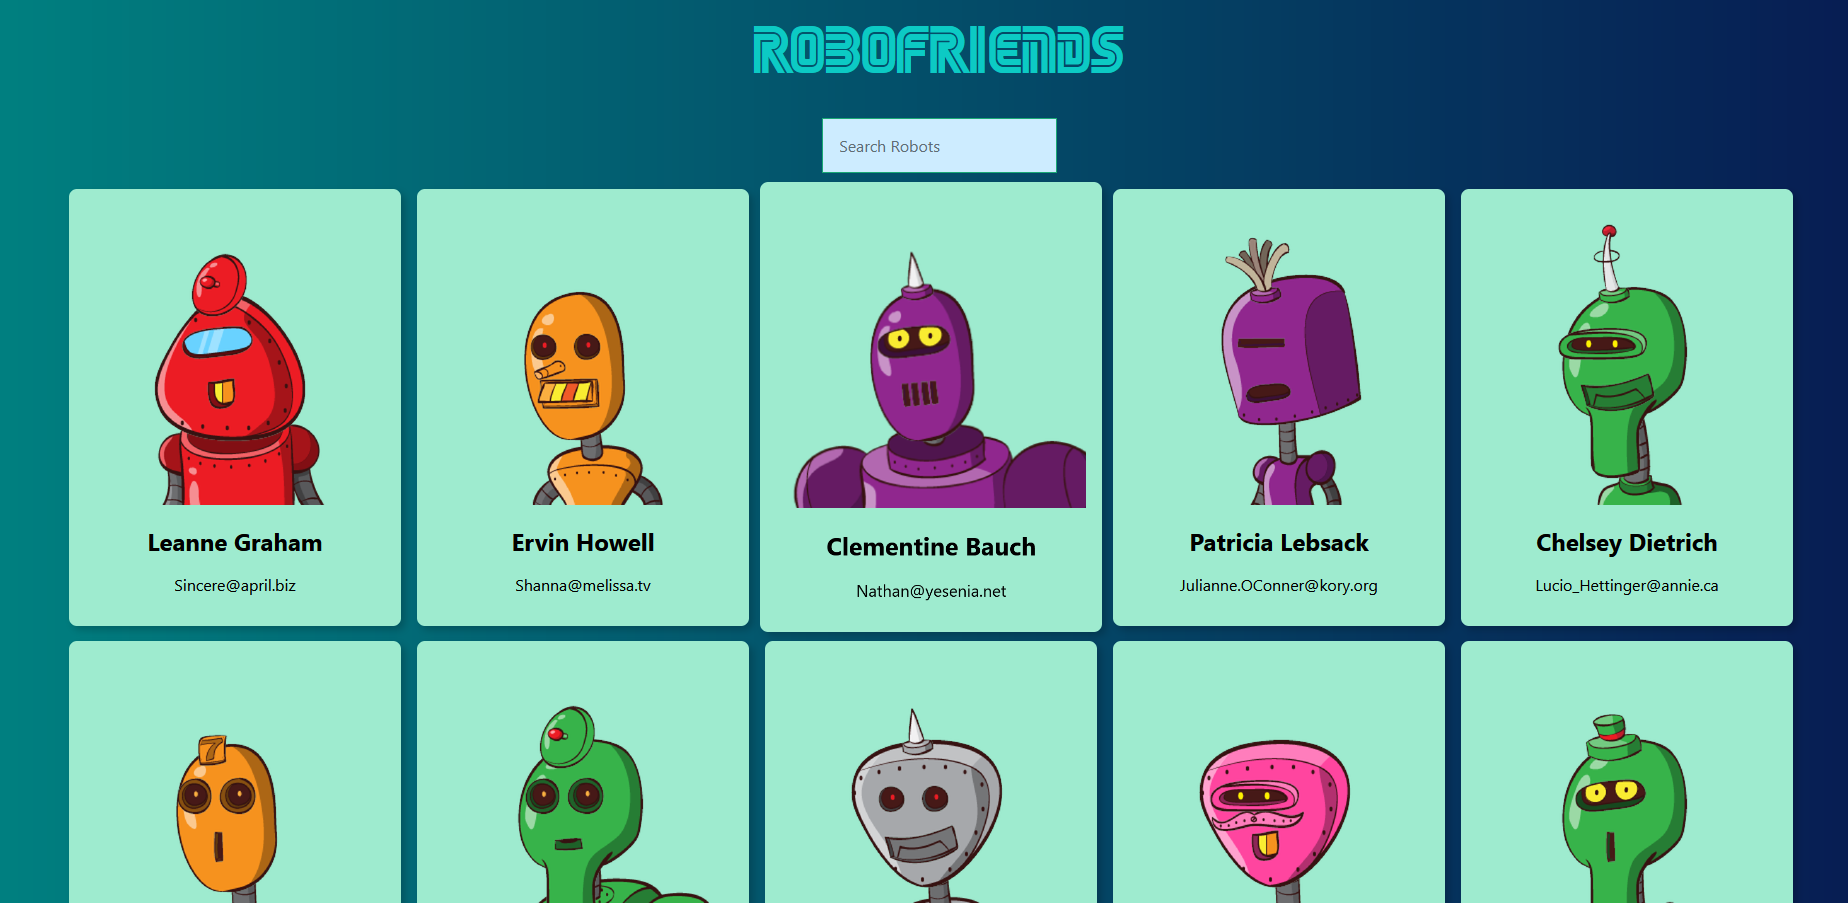 ROBOFRIENDS
Search Robots
Leanne Graham
Sincere@april.biz
Ervin Howell
Shanna@melissa.tv
Clementine Bauch
Nathan@yesenia.net
Patricia Lebsack
Julianne.OConner@kory.org
Chelsey Dietrich
Lucio_Hettinger@annie.ca
7